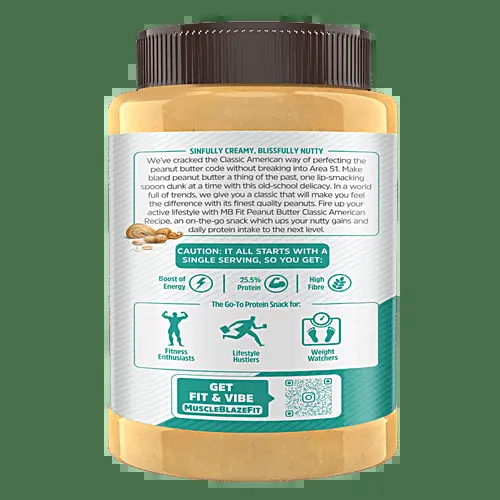 SINFULLY CREAMY, BLISSFULLY NUTTY
We've cracked the Classic American way of perfecting the
peanut butter code without breaking into Area 51. Make
bland peanut butter a thing of the past, one lip-smacking
spoon dunk at a time with this old-school delicacy. In a world
full of trends, we give you a classic that will make you feel
the difference with its finest quality peanuts. Fire up your
active lifestyle with MB Fit Peanut Butter Classic American
Recipe, an on-the-go snack which ups your nutty gains and
daily protein intake to the next level.
CAUTION: IT ALL STARTS WITH A
SINGLE SERVING, SO YOU GET:
Boost of
Energy
25.5%
Protein
High
Fibre
The Go-To Protein Snack for:
Fitness
Enthusiasts
Lifestyle
Hustlers
Weight
Watchers
GET
FIT & VIBE
MUSCLEBLAZEFIT